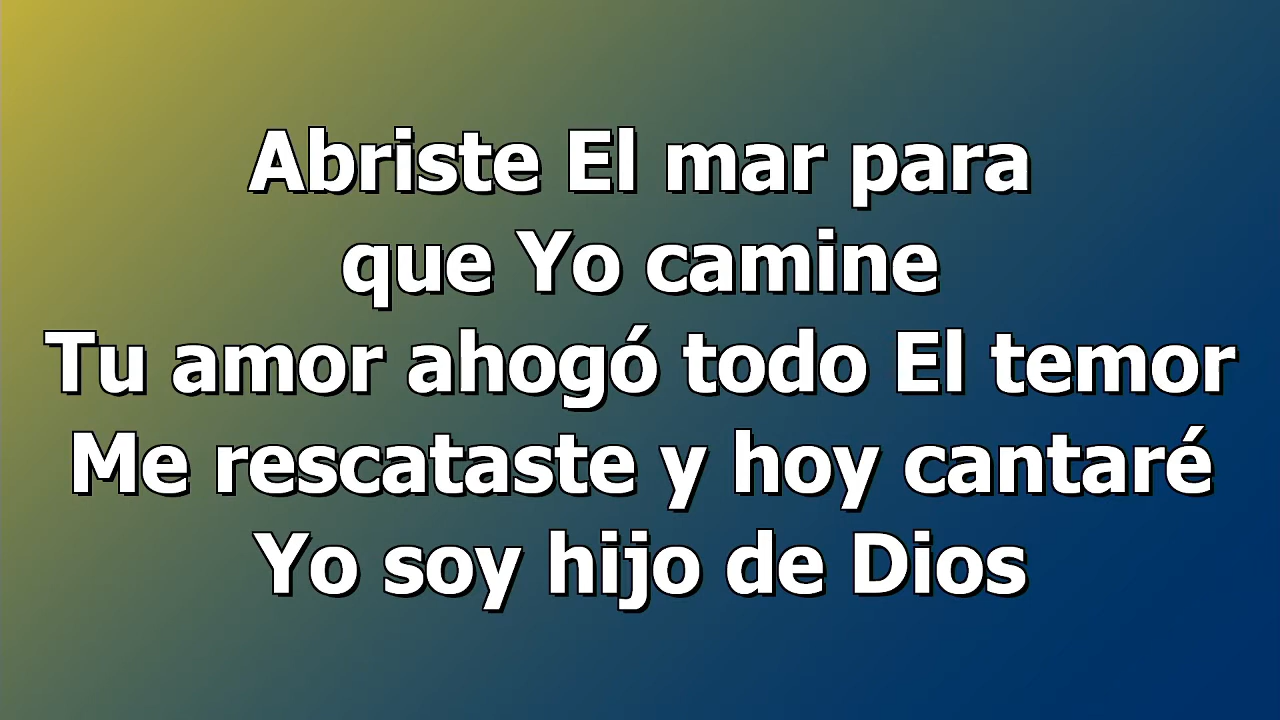 Abriste El mar para
que Yo camine
Tu amor ahogó todo El temor
Me rescataste y hoy cantaré
Yo soy hijo de Dios